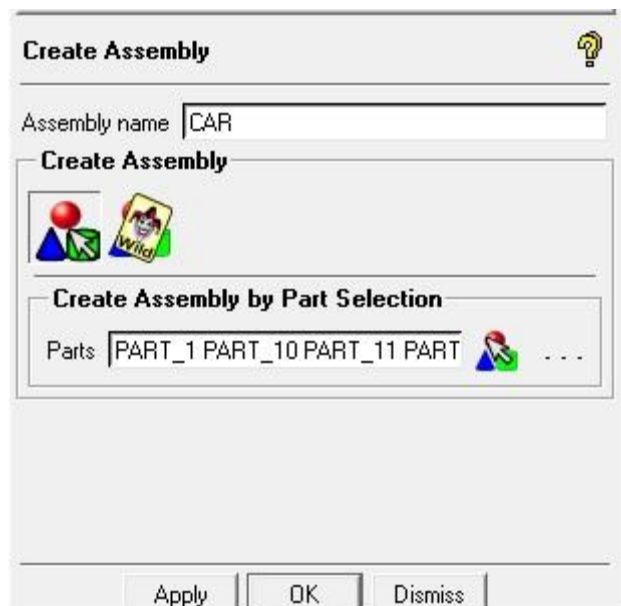 Create Assembly
Assembly name CAR
Create Assembly
Wild
Create Assembly by Part Selection
Parts PART_1 PART_10 PART_11 PART ...
Apply OK Dismiss